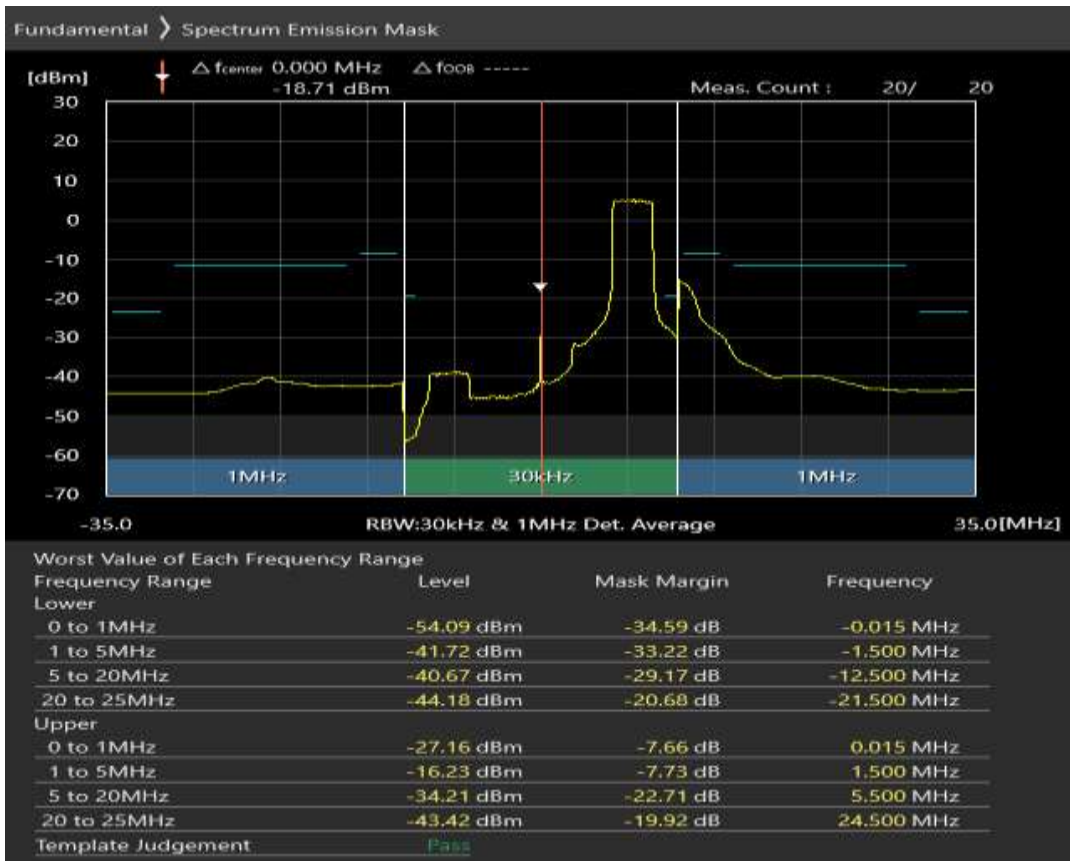 Fundamental ❯ Spectrum Emission Mask
[dBm] △ fcenter 0.000 MHz △ fOOB -----
-18.71 dBm Meas. Count : 20/ 20
30
20
10
0
-10
-20
-30
-40
-50
-60
1MHz 30kHz 1MHz
-70
-35.0 RBW:30kHz & 1MHz Det. Average 35.0[MHz]
Worst Value of Each Frequency Range
Frequency Range Level Mask Margin Frequency
Lower
0 to 1MHz -54.09 dBm -34.59 dB -0.015 MHz
1 to 5MHz -41.72 dBm -33.22 dB -1.500 MHz
5 to 20MHz -40.67 dBm -29.17 dB -12.500 MHz
20 to 25MHz -44.18 dBm -20.68 dB -21.500 MHz
Upper
0 to 1MHz -27.16 dBm -7.66 dB 0.015 MHz
1 to 5MHz -16.23 dBm -7.73 dB 1.500 MHz
5 to 20MHz -34.21 dBm -22.71 dB 5.500 MHz
20 to 25MHz -43.42 dBm -19.92 dB 24.500 MHz
Template Judgement Pass